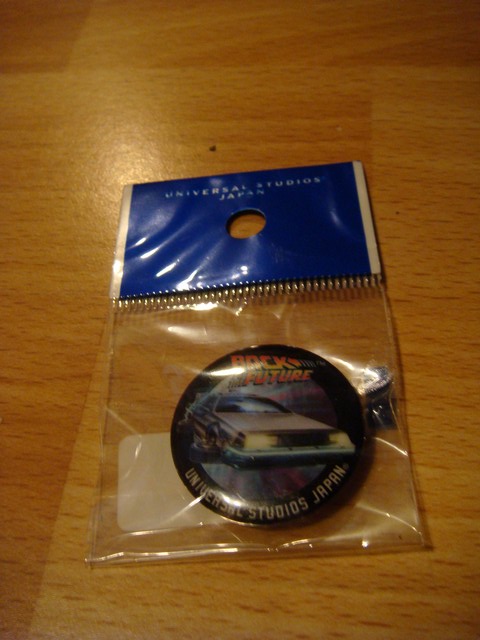 UNIVERSAL STUDIOS
JAPAN
BACK
TO THE
FUTURE
UNIVERSAL STUDIOS JAPAN®